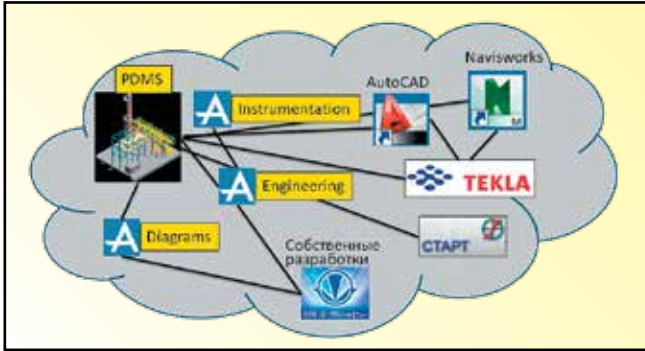 Navisworks
PDMS
AutoCAD
Instrumentation
M
TEKLA
Engineering
СТАРТ
Diagrams
Собственные
разработки